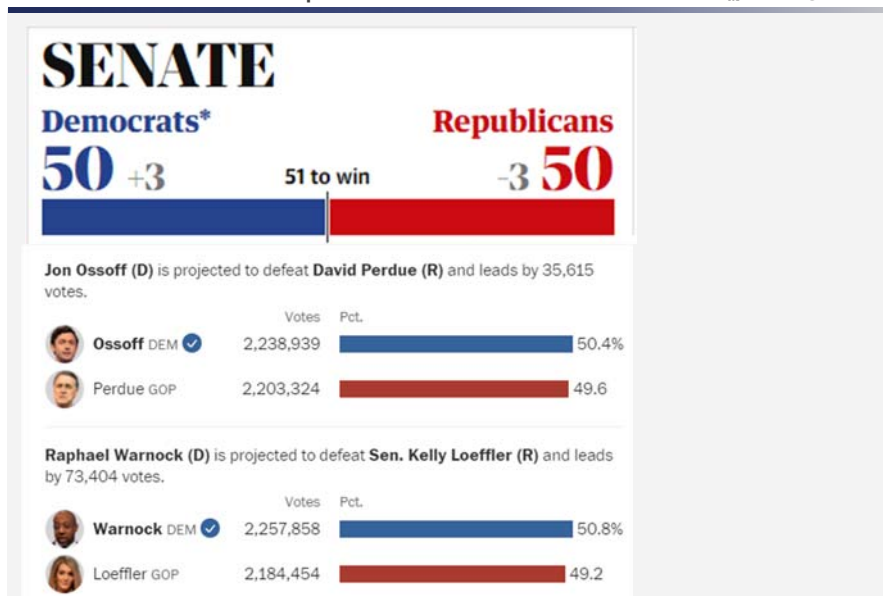 SENATE
Democrats* Republicans
50 +3 51 to win -3 50
Jon Ossoff (D) is projected to defeat David Perdue (R) and leads by 35,615
votes.
Votes Pct.
Ossoff DEM 2,238,939 50.4%
Perdue GOP 2,203,324 49.6
Raphael Warnock (D) is projected to defeat Sen. Kelly Loeffler (R) and leads
by 73,404 votes.
Votes Pct.
Warnock DEM 2,257,858 50.8%
Loeffler GOP 2,184,454 49.2